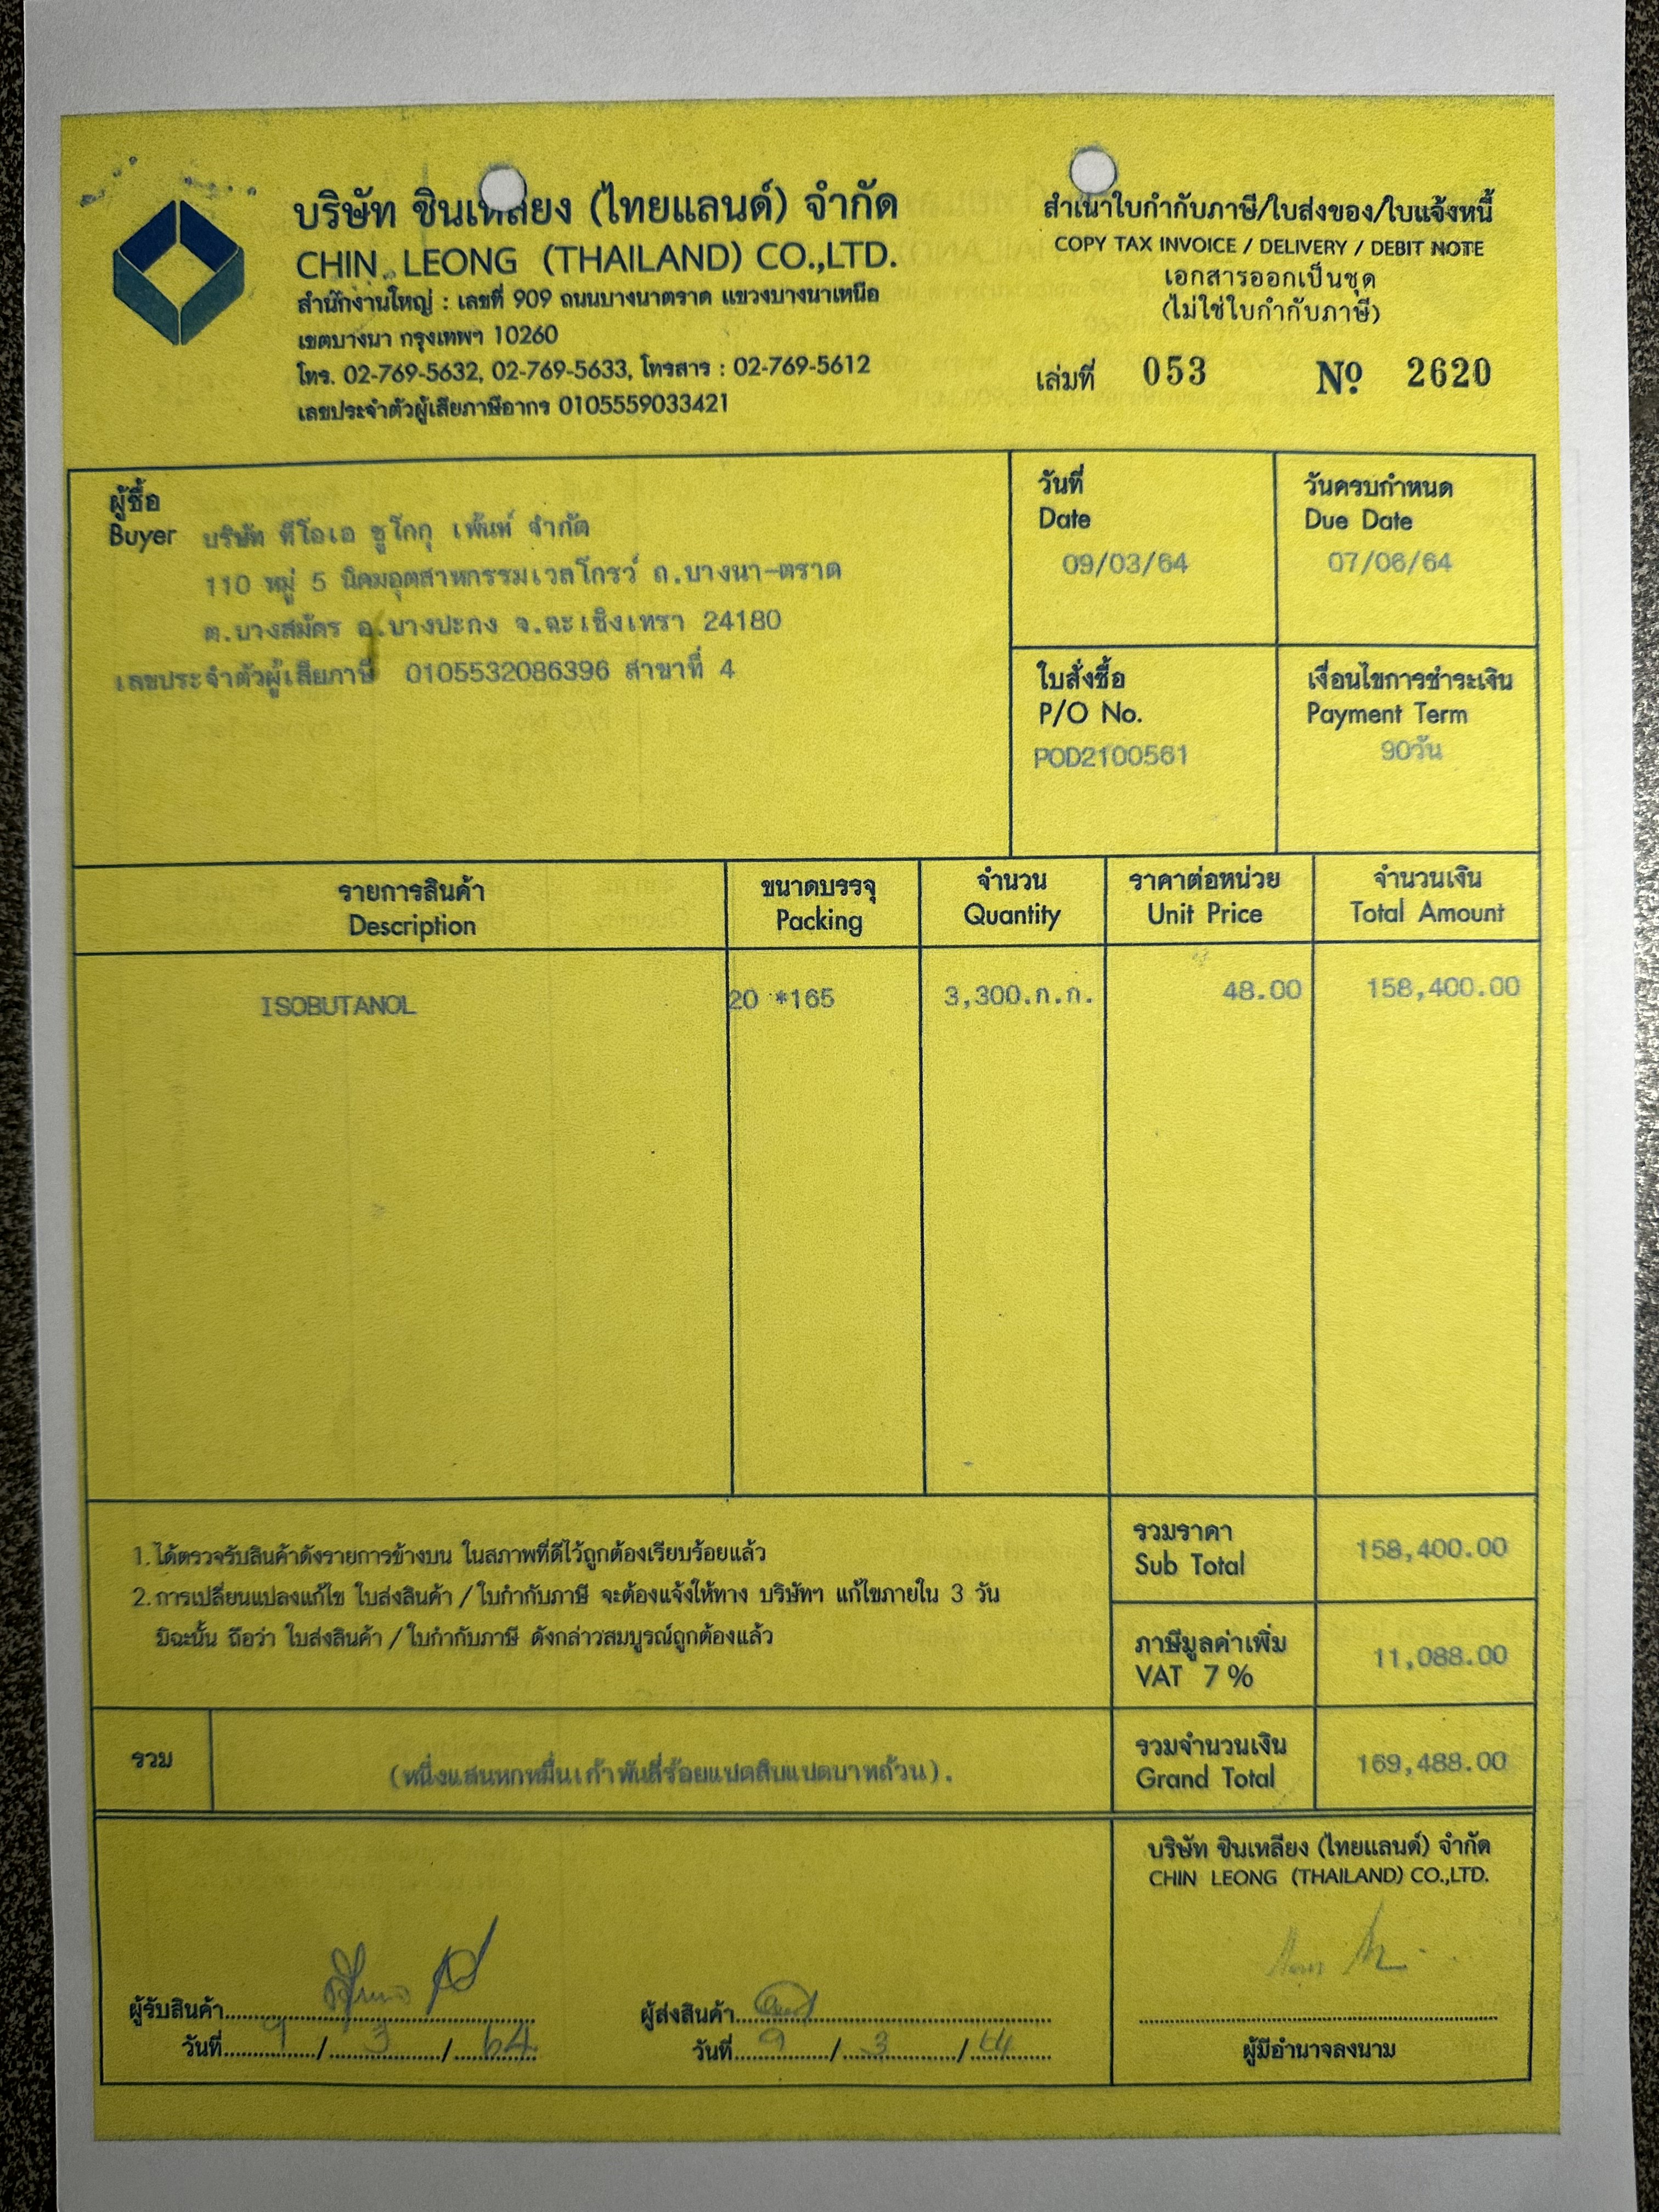 บริษัท ชินเหลียง (ไทยแลนด์) จำกัด
CHIN LEONG (THAILAND) CO.,LTD.
สำนักงานใหญ่ : เลขที่ 909 ถนนบางนาตราด แขวงบางนาเหนือ
เขตบางนา กรุงเทพฯ 10260
โทร. 02-769-5632, 02-769-5633, โทรสาร : 02-769-5612
เลขประจำตัวผู้เสียภาษีอากร 0105559033421
สำเนาใบกำกับภาษี/ใบส่งของ/ใบแจ้งหนี้
COPY TAX INVOICE / DELIVERY / DEBIT NOTE
เอกสารออกเป็นชุด
(ไม่ใช่ใบกำกับภาษี)
เล่มที่ 053 Nº 2620
ผู้ซื้อ
Buyer บริษัท ทีโอเอ ชูโกกุ เพ้นท์ จำกัด
110 หมู่ 5 นิคมอุตสาหกรรมเวลโกรว์ ถ.บางนา-ตราด
ต.บางสมัคร อ.บางปะกง จ.ฉะเชิงเทรา 24180
เลขประจำตัวผู้เสียภาษี 0105532086396 สาขาที่ 4
วันที่
Date
09/03/64
วันครบกำหนด
Due Date
07/06/64
ใบสั่งซื้อ
P/O No.
POD2100561
เงื่อนไขการชำระเงิน
Payment Term
90วัน
รายการสินค้า ขนาดบรรจุ จำนวน ราคาต่อหน่วย จำนวนเงิน
Description Packing Quantity Unit Price Total Amount
ISOBUTANOL 20 *165 3,300.ก.ก. 48.00 158,400.00
1. ได้ตรวจรับสินค้าดังรายการข้างบน ในสภาพที่ดีไว้ถูกต้องเรียบร้อยแล้ว
2. การเปลี่ยนแปลงแก้ไข ใบส่งสินค้า / ใบกำกับภาษี จะต้องแจ้งให้ทาง บริษัทฯ แก้ไขภายใน 3 วัน
มิฉะนั้น ถือว่า ใบส่งสินค้า / ใบกำกับภาษี ดังกล่าวสมบูรณ์ถูกต้องแล้ว
รวมราคา
Sub Total 158,400.00
ภาษีมูลค่าเพิ่ม
VAT 7 % 11,088.00
รวม (หนึ่งแสนหกหมื่นเก้าพันสี่ร้อยแปดสิบแปดบาทถ้วน).
รวมจำนวนเงิน
Grand Total 169,488.00
บริษัท ชินเหลียง (ไทยแลนด์) จำกัด
CHIN LEONG (THAILAND) CO.,LTD.
ผู้รับสินค้า
วันที่ 9 / 3 / 64
ผู้ส่งสินค้า
วันที่ 9 / 3 / 64
ผู้มีอำนาจลงนาม